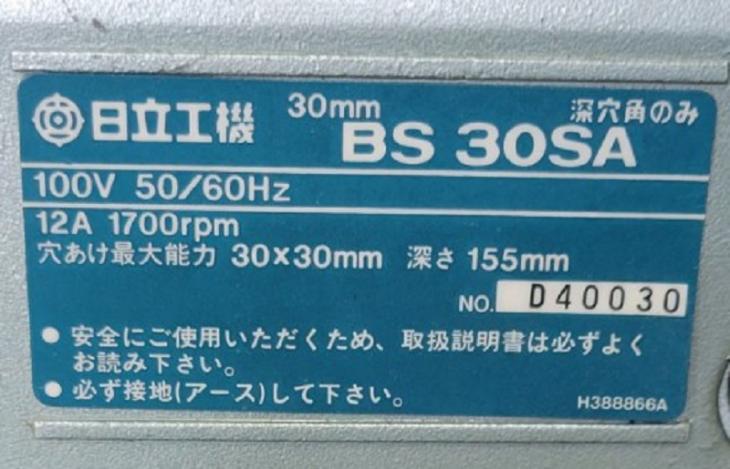 日立工機 30mm 深穴角のみ
BS 30SA
100V 50/60Hz
12A 1700rpm
穴あけ最大能力 30×30mm 深さ 155mm
NO. D40030
● 安全にご使用いただくため、取扱説明書は必ずよく
お読み下さい。
● 必ず接地(アース)して下さい。
H388866A